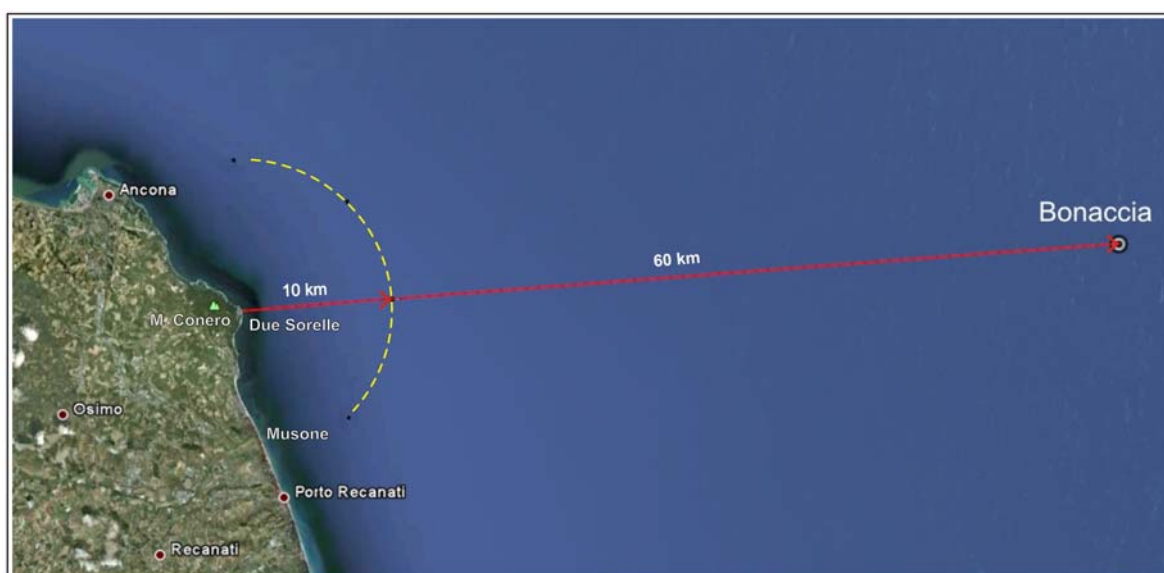 Ancona
Bonaccia
60 km
10 km
M. Conero
Due Sorelle
Osimo
Musone
Porto Recanati
Recanati